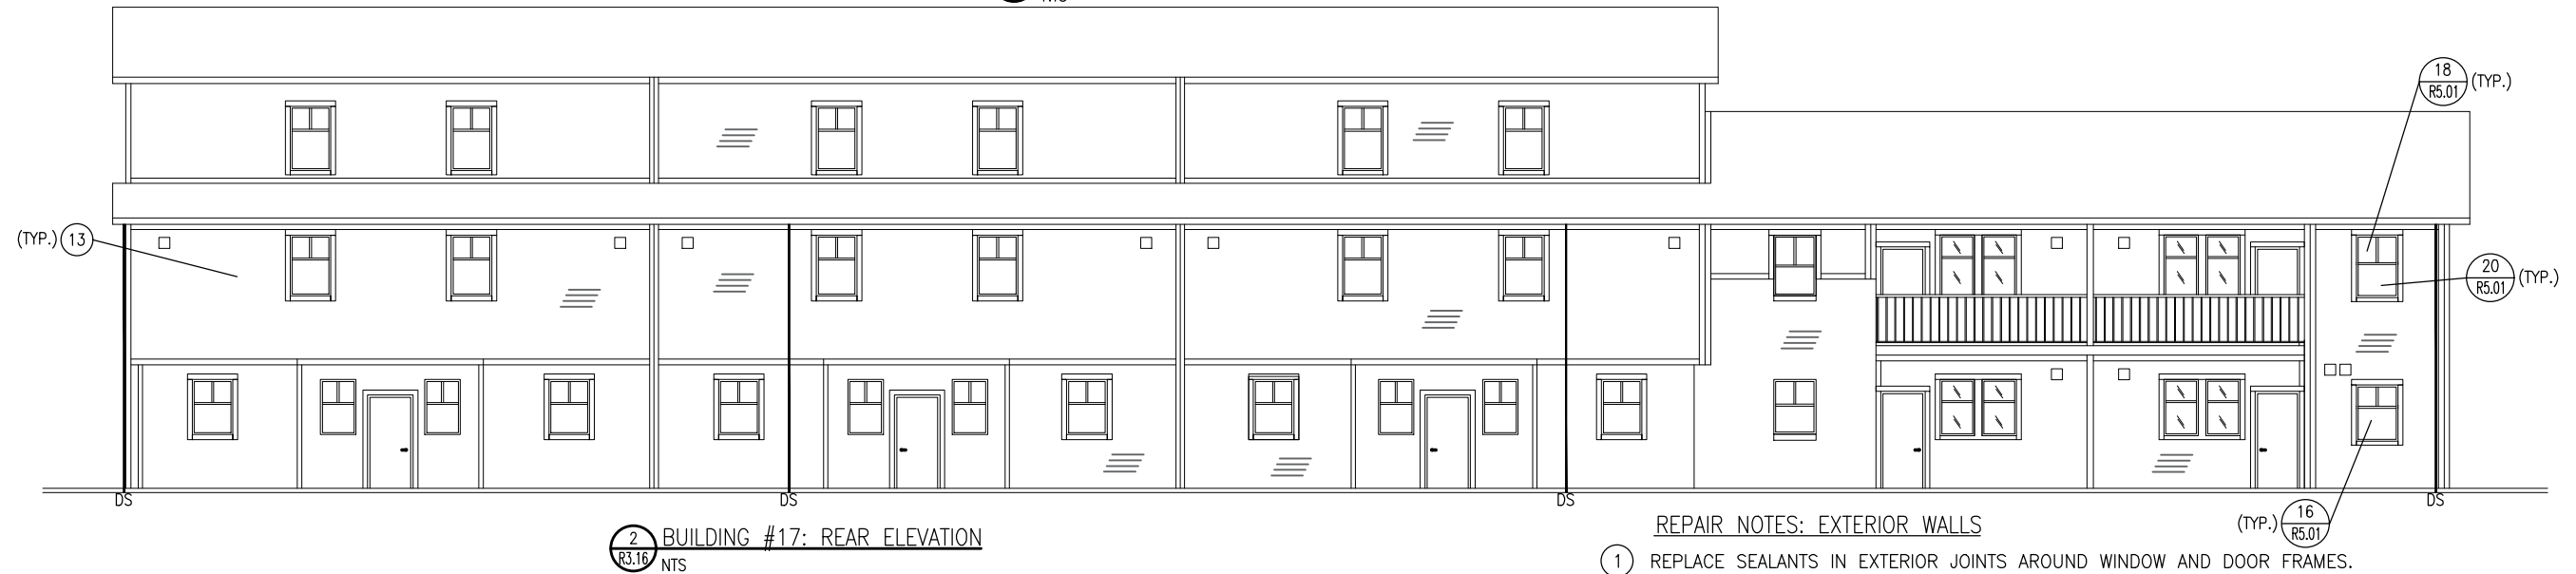 NTS
18
R5.01
(TYP.)
(TYP.) 13
20
R5.01
(TYP.)
DS
DS
DS
DS
(TYP.) 16
R5.01
2
R3.16
BUILDING #17: REAR ELEVATION
NTS
REPAIR NOTES: EXTERIOR WALLS
1 REPLACE SEALANTS IN EXTERIOR JOINTS AROUND WINDOW AND DOOR FRAMES.